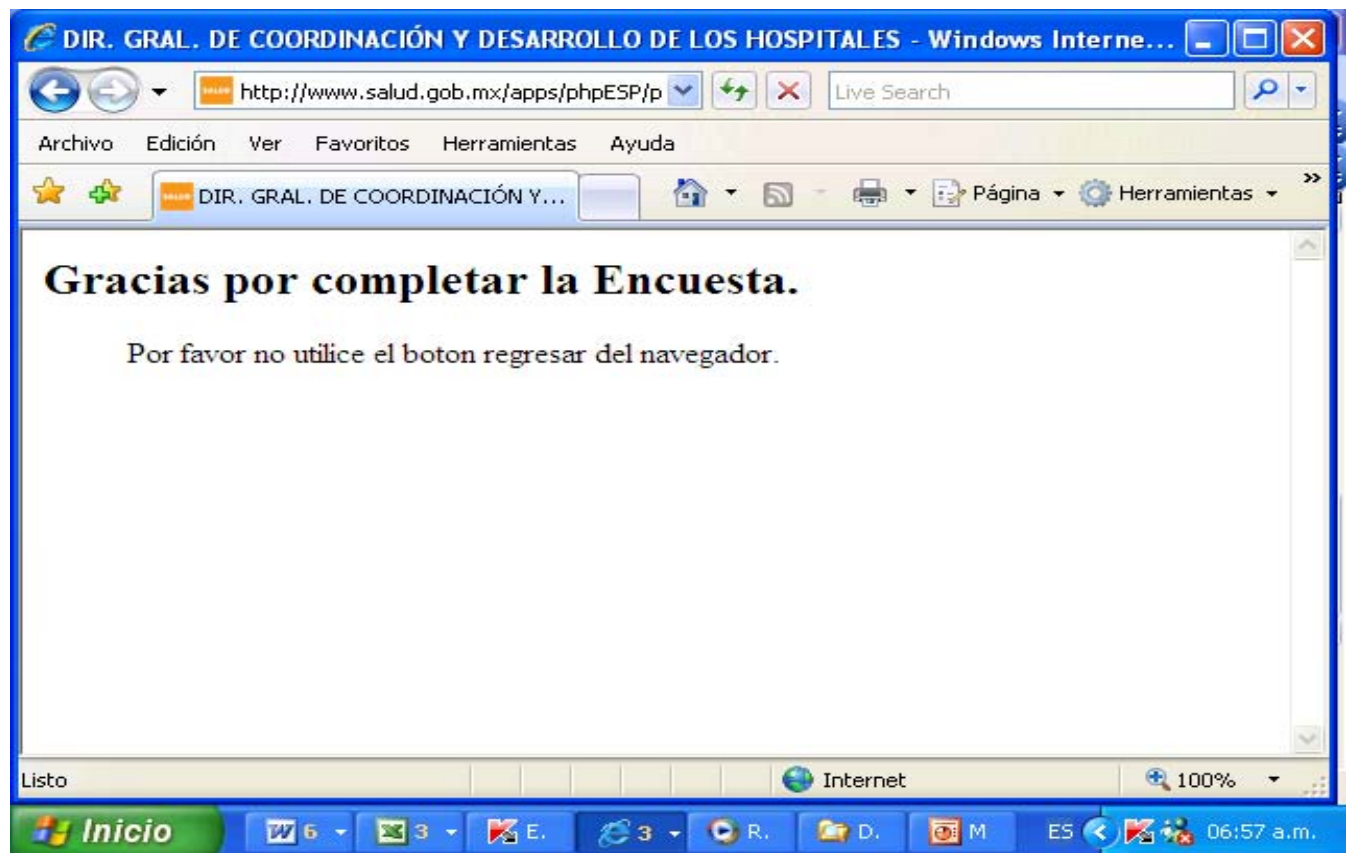 DIR. GRAL. DE COORDINACIÓN Y DESARROLLO DE LOS HOSPITALES - Windows Interne...
http://www.salud.gob.mx/apps/phpESP/p
Live Search
Archivo Edición Ver Favoritos Herramientas Ayuda
DIR. GRAL. DE COORDINACIÓN Y... Página Herramientas »
Gracias por completar la Encuesta.
Por favor no utilice el boton regresar del navegador.
Listo Internet 100%
Inicio 6 3 E. 3 R. D. M ES 06:57 a.m.